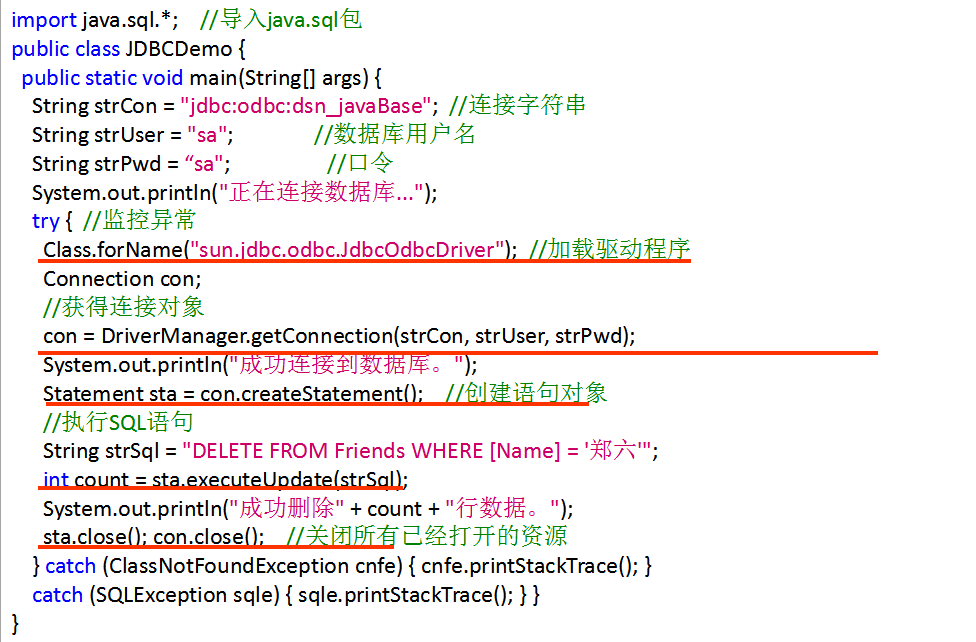 import java.sql.*;    //导入java.sql包
public class JDBCDemo {
public static void main(String[] args) {
String strCon = "jdbc:odbc:dsn_javaBase";  //连接字符串
String strUser = "sa";    //数据库用户名
String strPwd = “sa";    //口令
System.out.println("正在连接数据库...");
try {  //监控异常
Class.forName("sun.jdbc.odbc.JdbcOdbcDriver");  //加载驱动程序
Connection con;
//获得连接对象
con = DriverManager.getConnection(strCon, strUser, strPwd);
System.out.println("成功连接到数据库。");
Statement sta = con.createStatement();    //创建语句对象
//执行SQL语句
String strSql = "DELETE FROM Friends WHERE [Name] = '郑六'";
int count = sta.executeUpdate(strSql);
System.out.println("成功删除" + count + "行数据。");
sta.close(); con.close();    //关闭所有已经打开的资源
} catch (ClassNotFoundException cnfe) { cnfe.printStackTrace(); }
catch (SQLException sqle) { sqle.printStackTrace(); } }
}